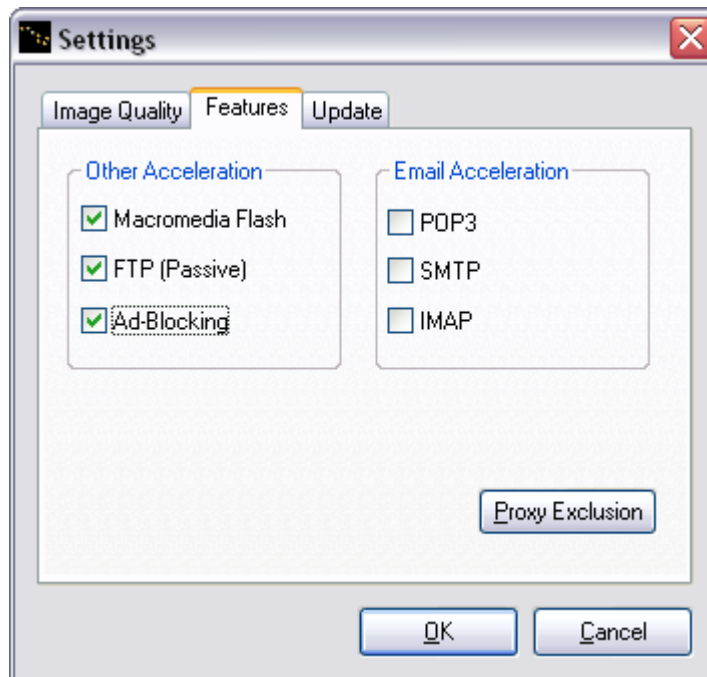 Settings
Image Quality Features Update
Other Acceleration
Macromedia Flash
FTP (Passive)
Ad-Blocking
Email Acceleration
POP3
SMTP
IMAP
Proxy Exclusion
OK Cancel